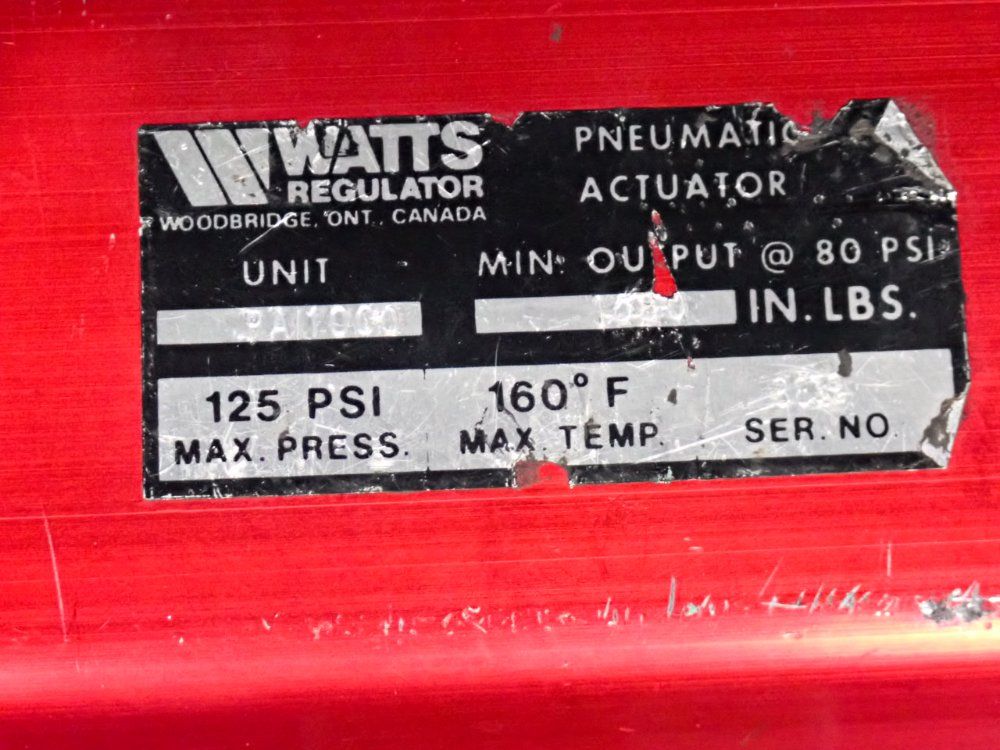 WATTS
REGULATOR
WOODBRIDGE, ONT., CANADA
PNEUMATIC
ACTUATOR
UNIT
MIN. OUTPUT @ 80 PSI
IN. LBS.
125 PSI
MAX. PRESS.
160° F
MAX. TEMP.
SER. NO.